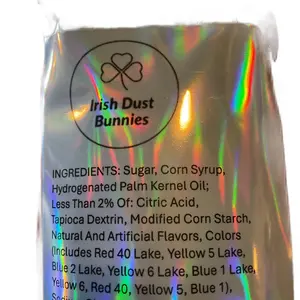 Irish Dust
Bunnies
INGREDIENTS: Sugar, Corn Syrup,
Hydrogenated Palm Kernel Oil;
Less Than 2% Of: Citric Acid,
Tapioca Dextrin, Modified Corn Starch,
Natural And Artificial Flavors, Colors
(Includes Red 40 Lake, Yellow 5 Lake,
Blue 2 Lake, Yellow 6 Lake, Blue 1 Lake,
Yellow 6, Red 40, Yellow 5, Blue 1),